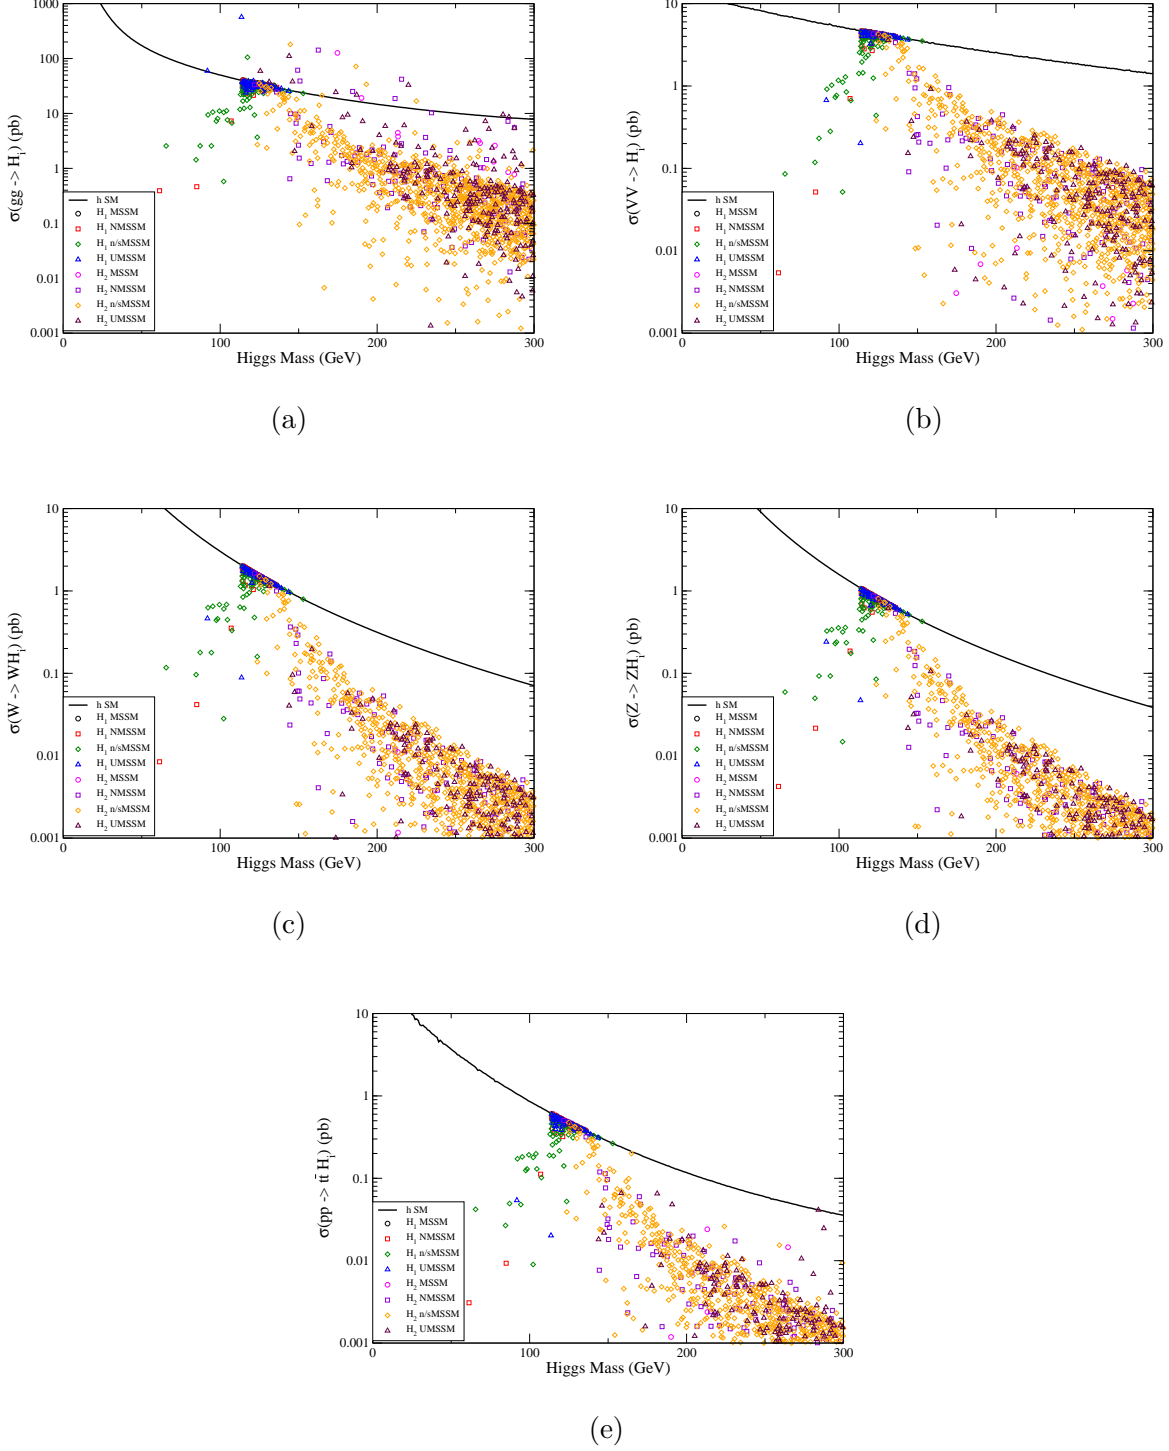 1000
100
10
1
0.1
0.01
0.001
σ(gg -> H_i) (pb)
h SM
H_1 MSSM
H_1 NMSSM
H_1 n/sMSSM
H_1 UMSSM
H_2 MSSM
H_2 NMSSM
H_2 n/sMSSM
H_2 UMSSM
0 100 200 300
Higgs Mass (GeV)
(a)
10
1
0.1
0.01
0.001
σ(VV -> H_i) (pb)
h SM
H_1 MSSM
H_1 NMSSM
H_1 n/sMSSM
H_1 UMSSM
H_2 MSSM
H_2 NMSSM
H_2 n/sMSSM
H_2 UMSSM
0 100 200 300
Higgs Mass (GeV)
(b)
10
1
0.1
0.01
0.001
σ(W -> WH_i) (pb)
h SM
H_1 MSSM
H_1 NMSSM
H_1 n/sMSSM
H_1 UMSSM
H_2 MSSM
H_2 NMSSM
H_2 n/sMSSM
H_2 UMSSM
0 100 200 300
Higgs Mass (GeV)
(c)
10
1
0.1
0.01
0.001
σ(Z -> ZH_i) (pb)
h SM
H_1 MSSM
H_1 NMSSM
H_1 n/sMSSM
H_1 UMSSM
H_2 MSSM
H_2 NMSSM
H_2 n/sMSSM
H_2 UMSSM
0 100 200 300
Higgs Mass (GeV)
(d)
10
1
0.1
0.01
0.001
σ(pp -> tt̄ H_i) (pb)
h SM
H_1 MSSM
H_1 NMSSM
H_1 n/sMSSM
H_1 UMSSM
H_2 MSSM
H_2 NMSSM
H_2 n/sMSSM
H_2 UMSSM
0 100 200 300
Higgs Mass (GeV)
(e)